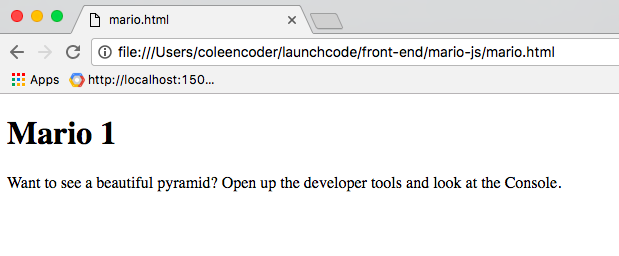 mario.html
file:///Users/coleencoder/launchcode/front-end/mario-js/mario.html
Apps http://localhost:150...
Mario 1
Want to see a beautiful pyramid? Open up the developer tools and look at the Console.